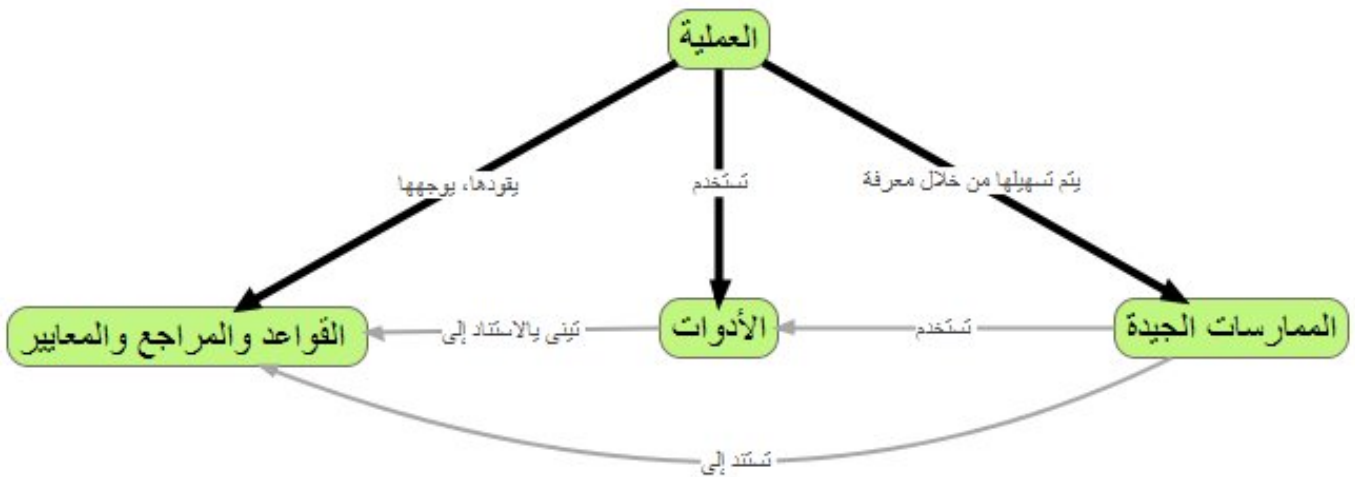 العملية
يتم تسهيلها من خلال معرفة
تستخدم
يقودها، يوجهها
الممارسات الجيدة
تستخدم
الأدوات
تبنى بالاستناد إلى
القواعد والمراجع والمعايير
تستند إلى